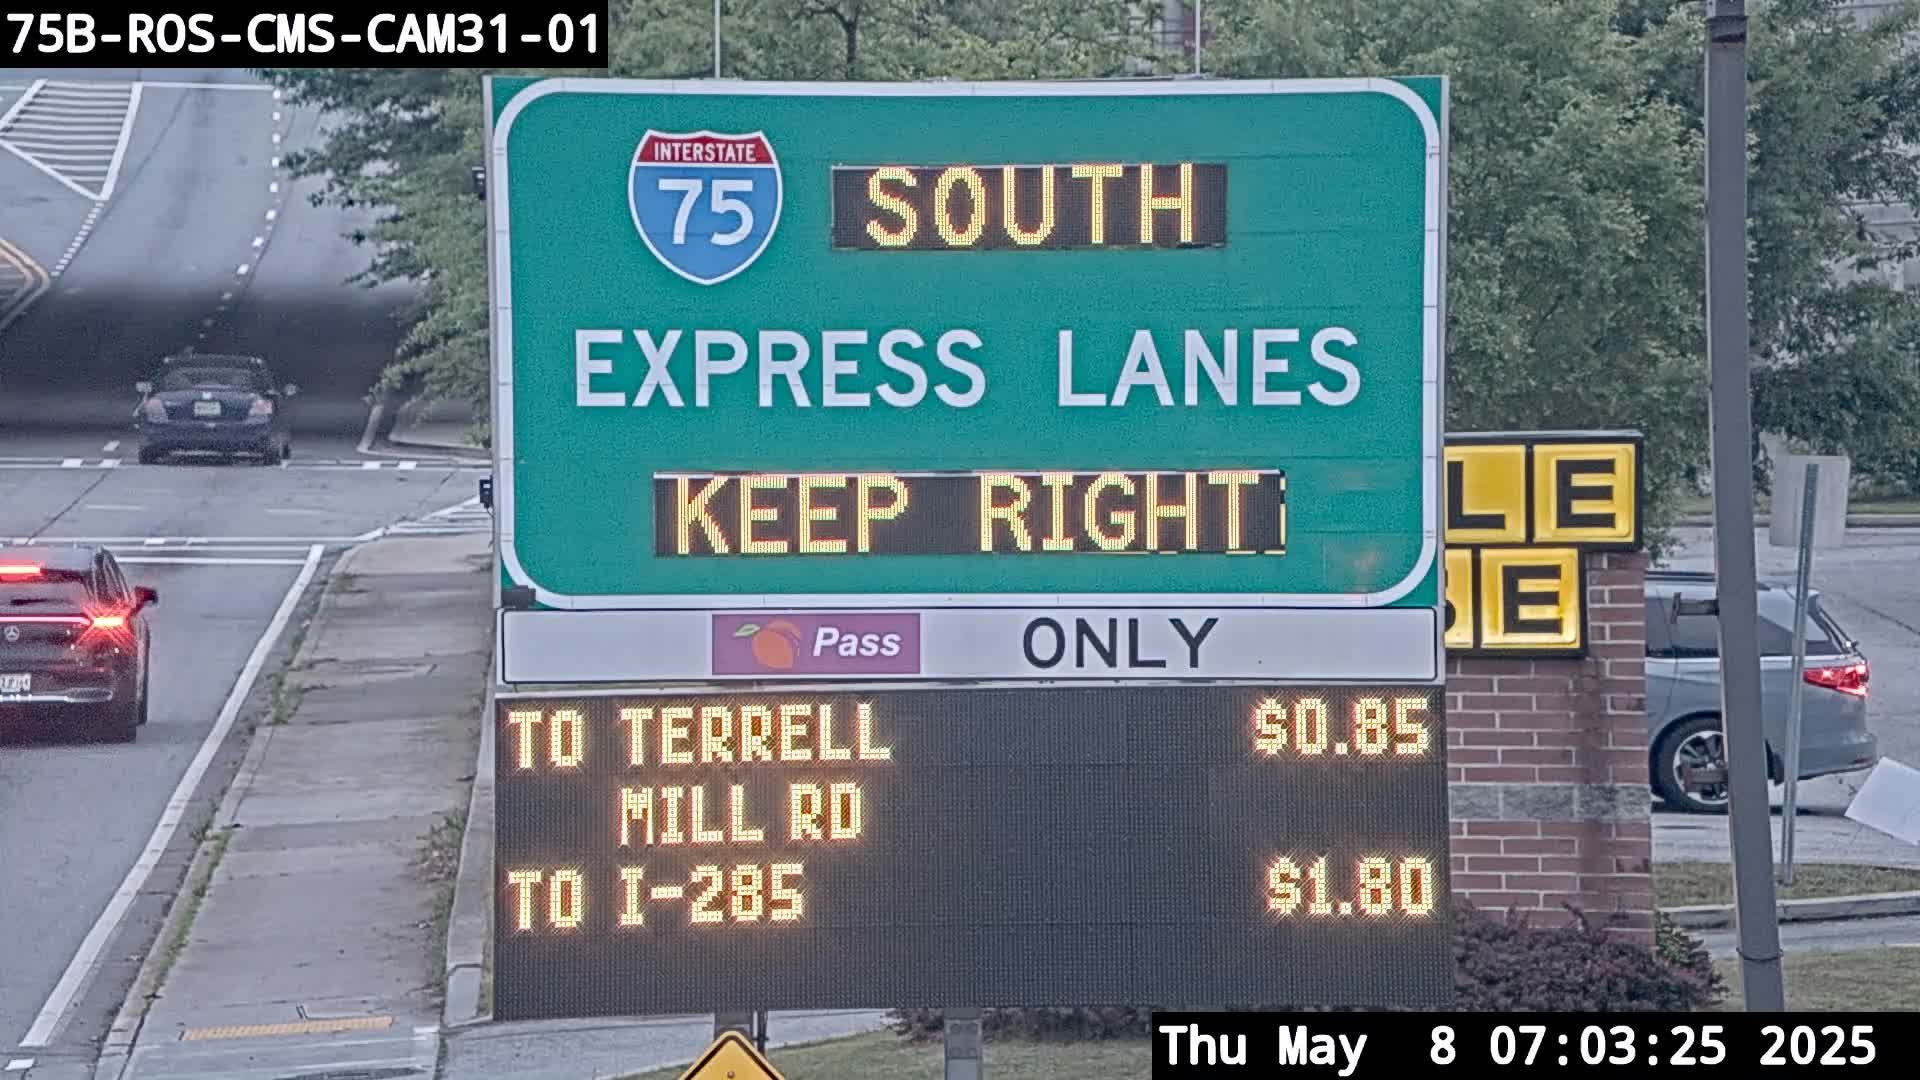 75B-ROS-CMS-CAM31-01
INTERSTATE
75
SOUTH
EXPRESS LANES
KEEP RIGHT
Pass ONLY
TO TERRELL $0.85
MILL RD
TO I-285 $1.80
LE
E
Thu May 8 07:03:25 2025